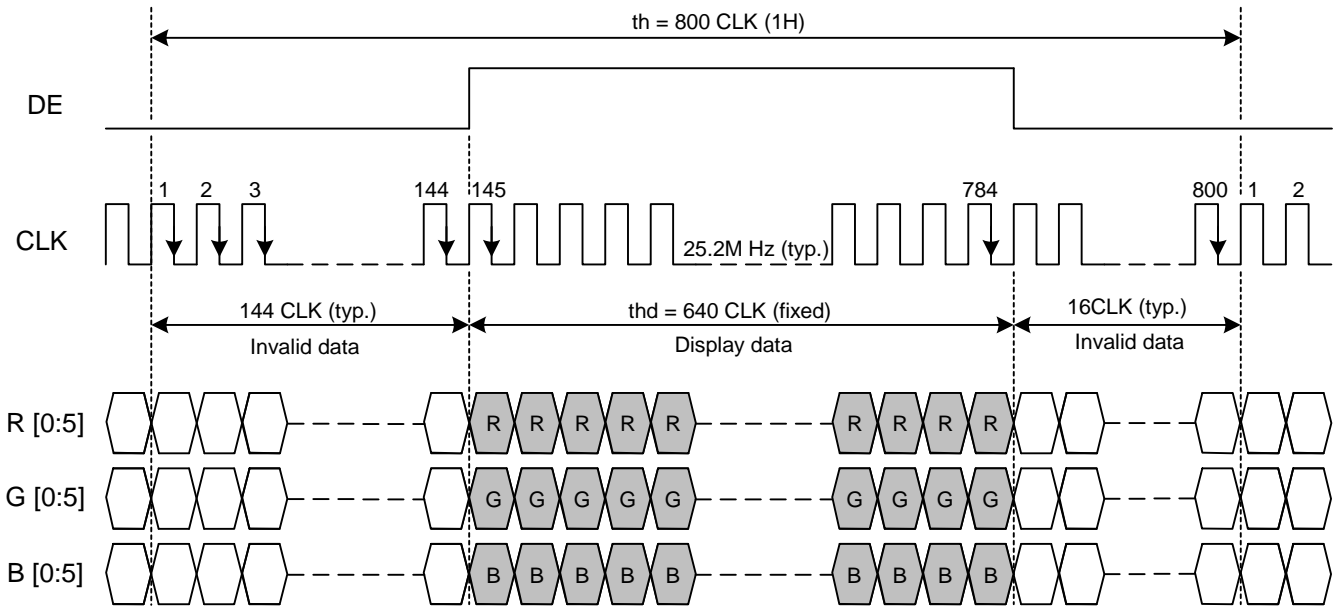 th = 800 CLK (1H)
DE
1 2 3 144 145 784 800 1 2
CLK
25.2M Hz (typ.)
144 CLK (typ.) thd = 640 CLK (fixed) 16CLK (typ.)
Invalid data Display data Invalid data
R [0:5] R R R R R R R R R
G [0:5] G G G G G G G G G
B [0:5] B B B B B B B B B